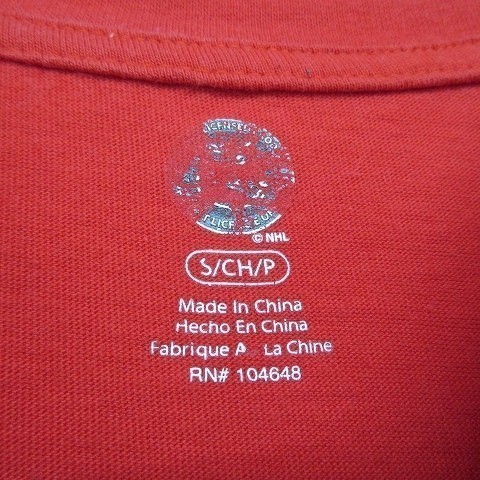 © NHL
S/CH/P
Made In China
Hecho En China
Fabrique A La Chine
RN# 104648